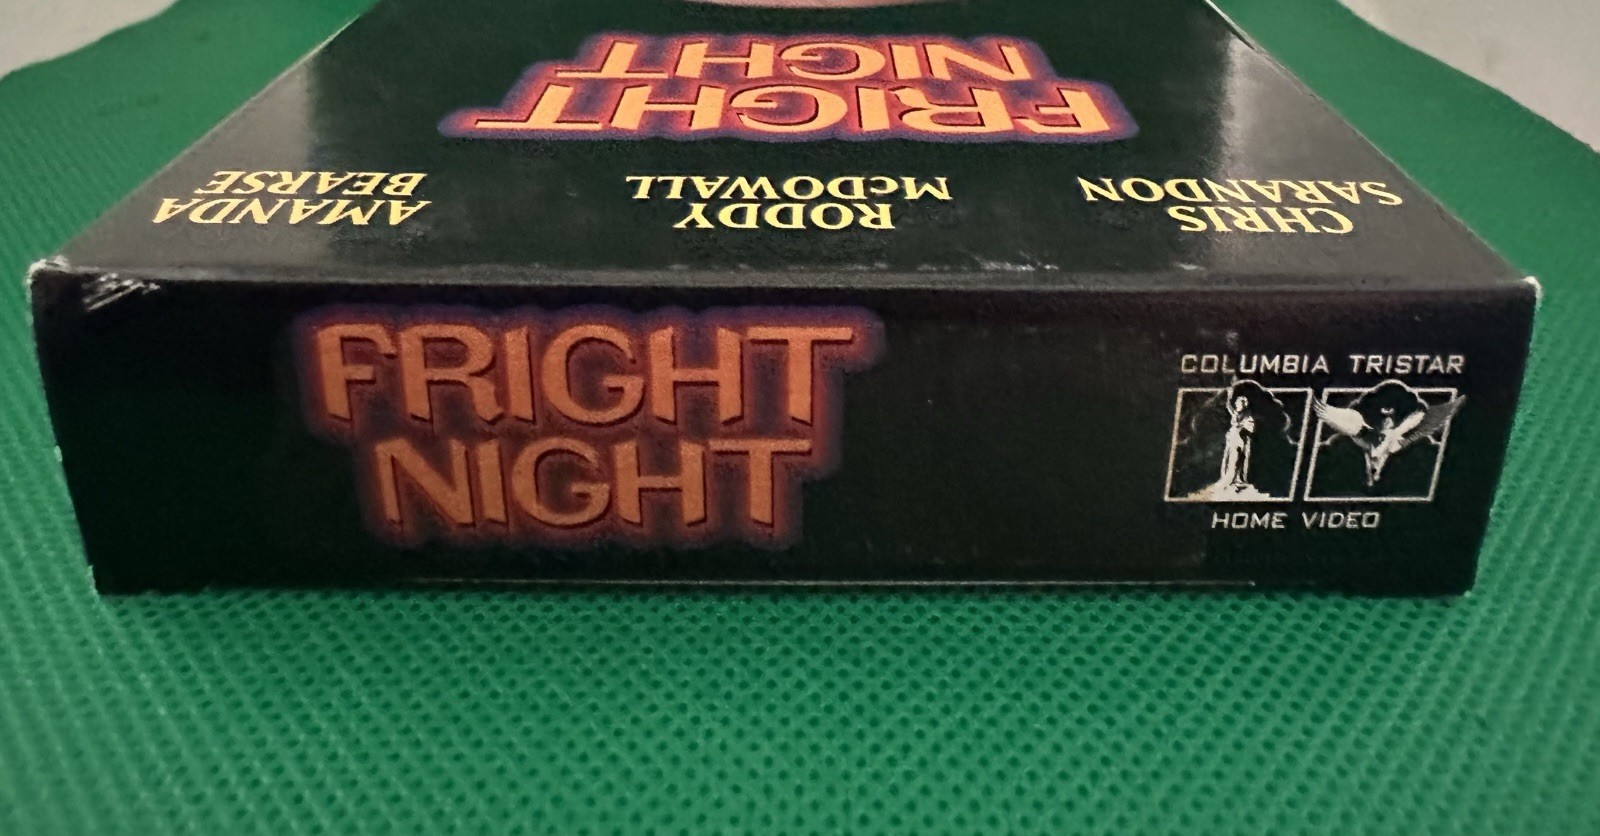 FRIGHT
NIGHT
CHRIS
SARANDON
RODDY
McDOWALL
AMANDA
BEARSE
FRIGHT
NIGHT
COLUMBIA TRISTAR
HOME VIDEO